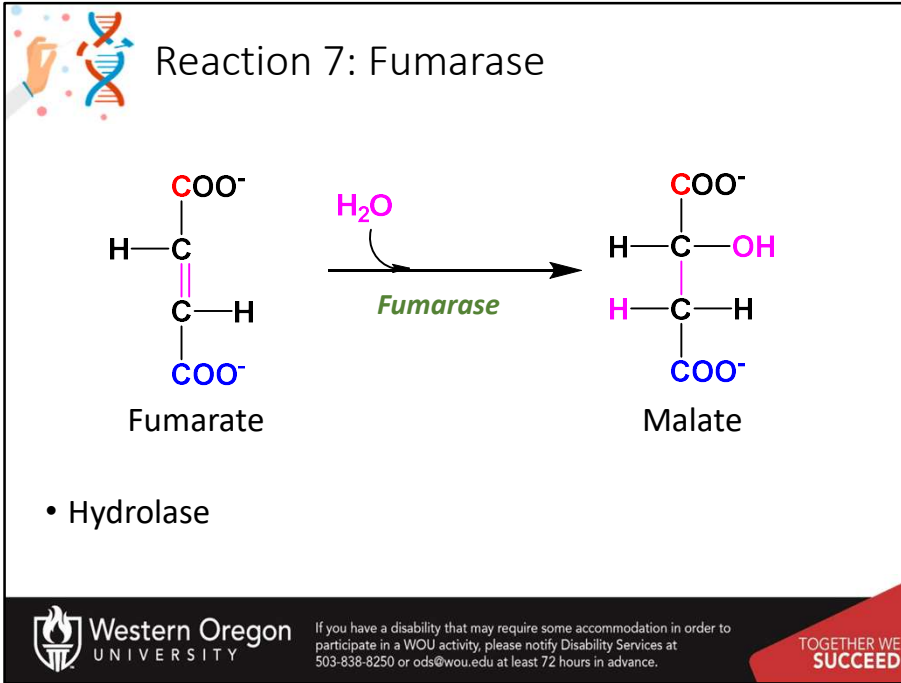 Reaction 7: Fumarase
COO⁻
H—C
C—H
COO⁻
Fumarate
H₂O
Fumarase
COO⁻
H—C—OH
H—C—H
COO⁻
Malate
• Hydrolase
Western Oregon
UNIVERSITY
If you have a disability that may require some accommodation in order to
participate in a WOU activity, please notify Disability Services at
503-838-8250 or ods@wou.edu at least 72 hours in advance.
TOGETHER WE
SUCCEED